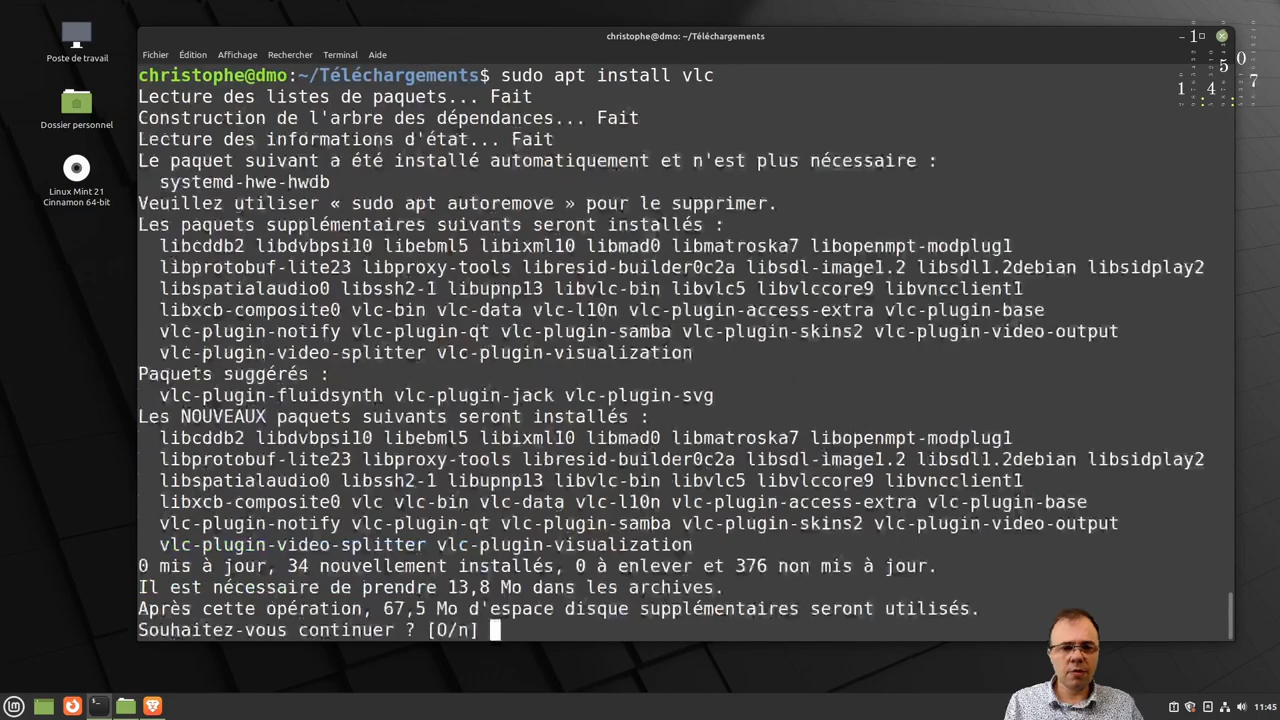 christophe@dmo: ~/Téléchargements
Poste de travail
Dossier personnel
Linux Mint 21
Cinnamon 64-bit
Fichier Édition Affichage Rechercher Terminal Aide
christophe@dmo:~/Téléchargements$ sudo apt install vlc
Lecture des listes de paquets... Fait
Construction de l'arbre des dépendances... Fait
Lecture des informations d'état... Fait
Le paquet suivant a été installé automatiquement et n'est plus nécessaire :
systemd-hwe-hwdb
Veuillez utiliser « sudo apt autoremove » pour le supprimer.
Les paquets supplémentaires suivants seront installés :
libcddb2 libdvbpsi10 libebml5 libixml10 libmad0 libmatroska7 libopenmpt-modplug1
libprotobuf-lite23 libproxy-tools libresid-builder0c2a libsdl-image1.2 libsdl1.2debian libsidplay2
libspatialaudio0 libssh2-1 libupnp13 libvlc-bin libvlc5 libvlccore9 libvncclient1
libxcb-composite0 vlc-bin vlc-data vlc-l10n vlc-plugin-access-extra vlc-plugin-base
vlc-plugin-notify vlc-plugin-qt vlc-plugin-samba vlc-plugin-skins2 vlc-plugin-video-output
vlc-plugin-video-splitter vlc-plugin-visualization
Paquets suggérés :
vlc-plugin-fluidsynth vlc-plugin-jack vlc-plugin-svg
Les NOUVEAUX paquets suivants seront installés :
libcddb2 libdvbpsi10 libebml5 libixml10 libmad0 libmatroska7 libopenmpt-modplug1
libprotobuf-lite23 libproxy-tools libresid-builder0c2a libsdl-image1.2 libsdl1.2debian libsidplay2
libspatialaudio0 libssh2-1 libupnp13 libvlc-bin libvlc5 libvlccore9 libvncclient1
libxcb-composite0 vlc vlc-bin vlc-data vlc-l10n vlc-plugin-access-extra vlc-plugin-base
vlc-plugin-notify vlc-plugin-qt vlc-plugin-samba vlc-plugin-skins2 vlc-plugin-video-output
vlc-plugin-video-splitter vlc-plugin-visualization
0 mis à jour, 34 nouvellement installés, 0 à enlever et 376 non mis à jour.
Il est nécessaire de prendre 13,8 Mo dans les archives.
Après cette opération, 67,5 Mo d'espace disque supplémentaires seront utilisés.
Souhaitez-vous continuer ? [O/n]
11:45